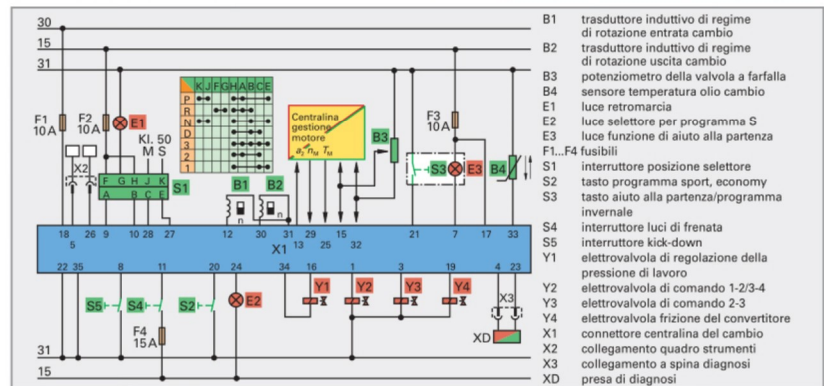 30
15
31
F1
10 A
F2
10 A
E1
Kl. 50
M S
X2
F G H J K
A B C E
S1
K J F G H A B C E
P
R
N
D
3
2
1
B1
B2
n
n
Centralina
gestione
motore
B3
F3
10 A
S3
E3
B4
18 26 9 10 28 27 12 30 31 29 15 21 7 17 33
5 13 25 32
X1
22 35 8 11 20 24 34 16 1 3 19 4 23
S5
S4
S2
E2
Y1
Y2
Y3
Y4
X3
F4
15 A
XD
31
15
B1 trasduttore induttivo di regime
di rotazione entrata cambio
B2 trasduttore induttivo di regime
di rotazione uscita cambio
B3 potenziometro della valvola a farfalla
B4 sensore temperatura olio cambio
E1 luce retromarcia
E2 luce selettore per programma S
E3 luce funzione di aiuto alla partenza
F1...F4 fusibili
S1 interruttore posizione selettore
S2 tasto programma sport, economy
S3 tasto aiuto alla partenza/programma
invernale
S4 interruttore luci di frenata
S5 interruttore kick-down
Y1 elettrovalvola di regolazione della
pressione di lavoro
Y2 elettrovalvola di comando 1-2/3-4
Y3 elettrovalvola di comando 2-3
Y4 elettrovalvola frizione del convertitore
X1 connettore centralina del cambio
X2 collegamento quadro strumenti
X3 collegamento a spina diagnosi
XD presa di diagnosi